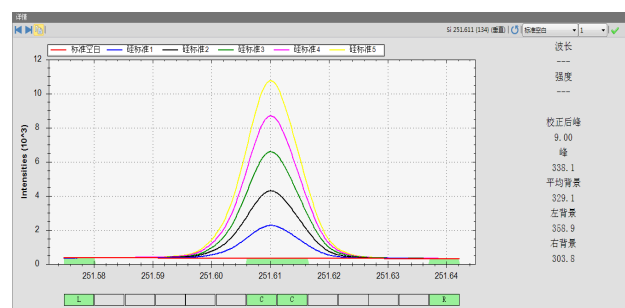 详情
Si 251.611 (134) (垂直) 标准空白 1
标准空白 硅标准1 硅标准2 硅标准3 硅标准4 硅标准5
Intensities (10^3)
12
10
8
6
4
2
0
251.58 251.59 251.60 251.61 251.62 251.63 251.64
L C C R
波长
---
强度
---
校正后峰
9.00
峰
338.1
平均背景
329.1
左背景
358.9
右背景
303.8